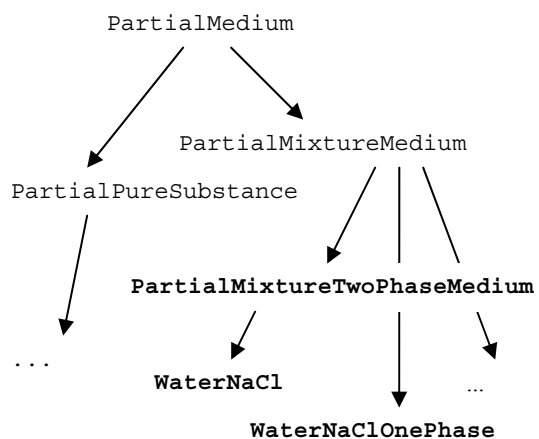 PartialMedium
PartialMixtureMedium
PartialPureSubstance
PartialMixtureTwoPhaseMedium
...
WaterNaCl
…
WaterNaClOnePhase